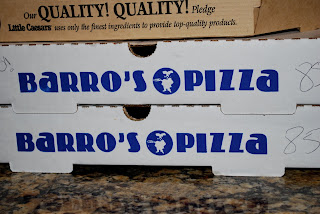 Our QUALITY! QUALITY! Pledge
Little Caesars uses only the finest ingredients to provide top-quality products.
BARRO'S PIZZA 85
BARRO'S PIZZA 85